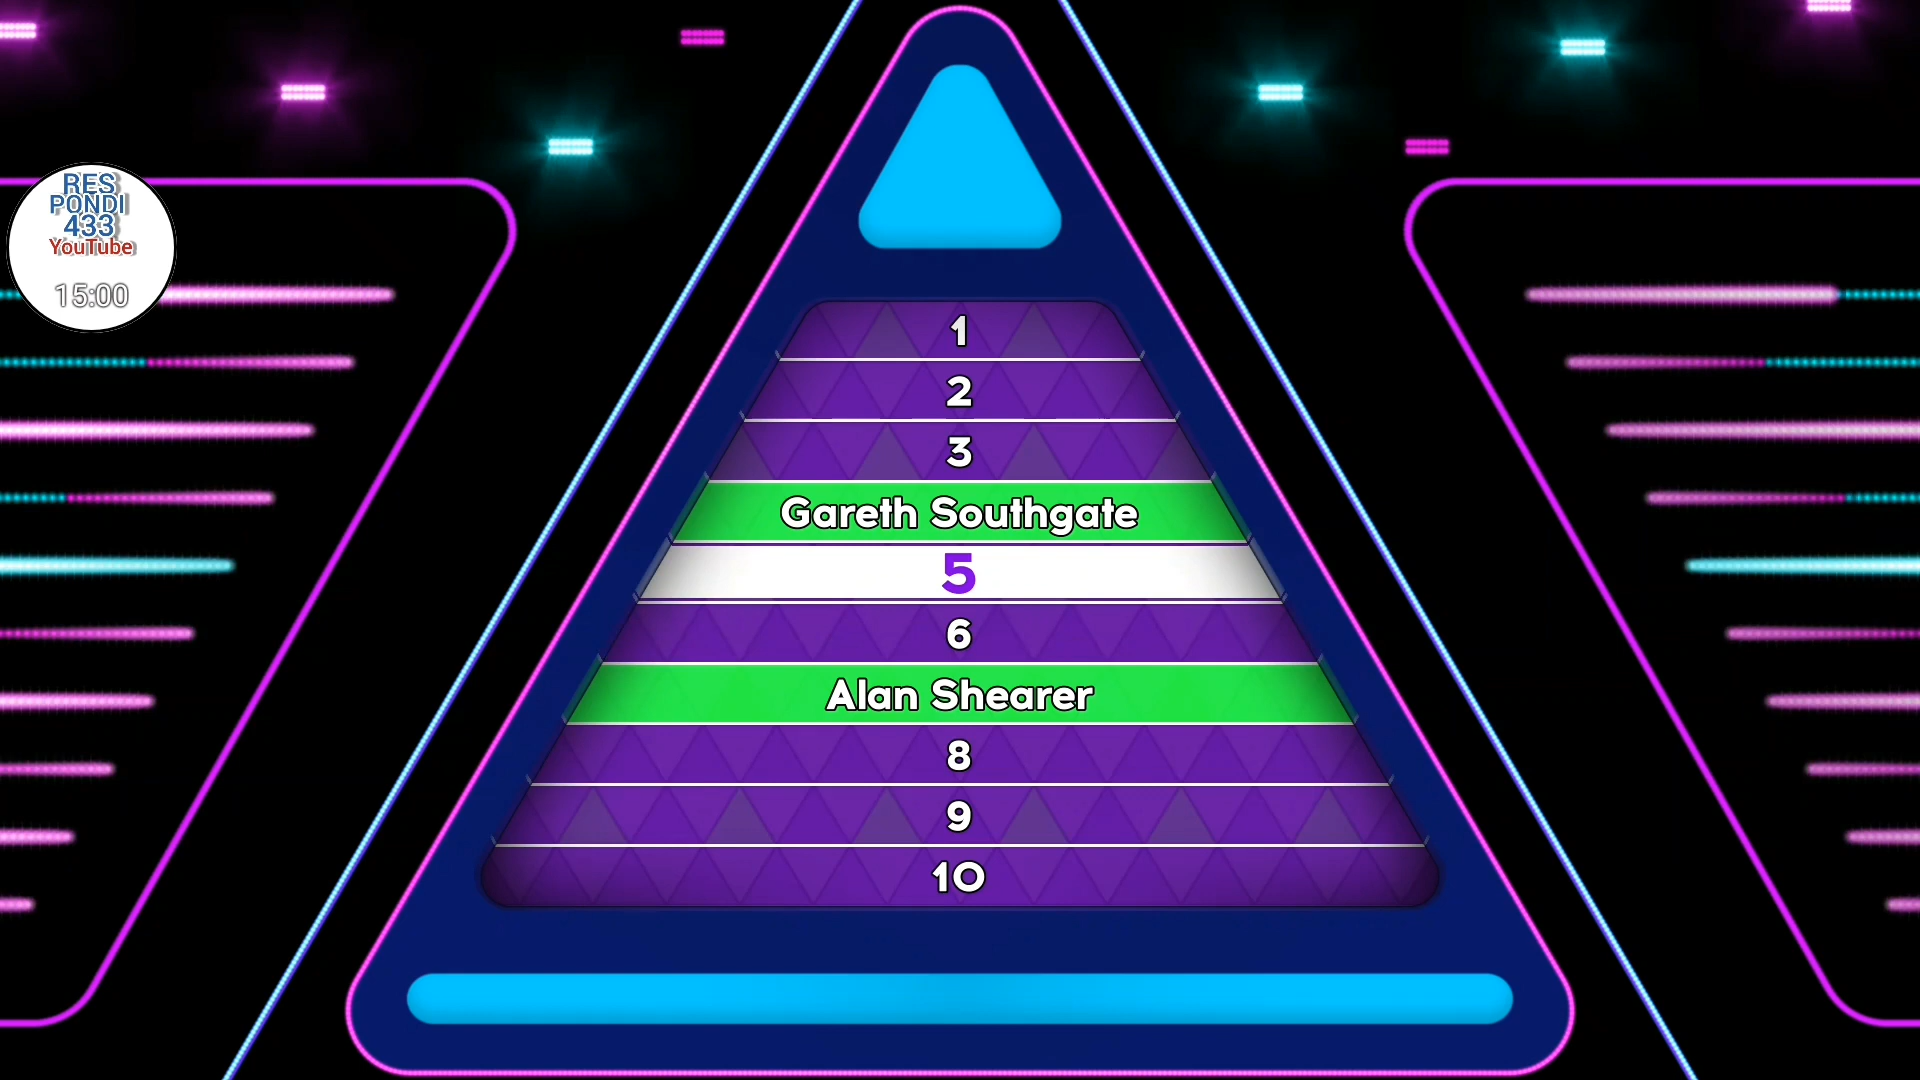 RES
PONDI
433
YouTube
15:00
1
2
3
Gareth Southgate
5
6
Alan Shearer
8
9
10